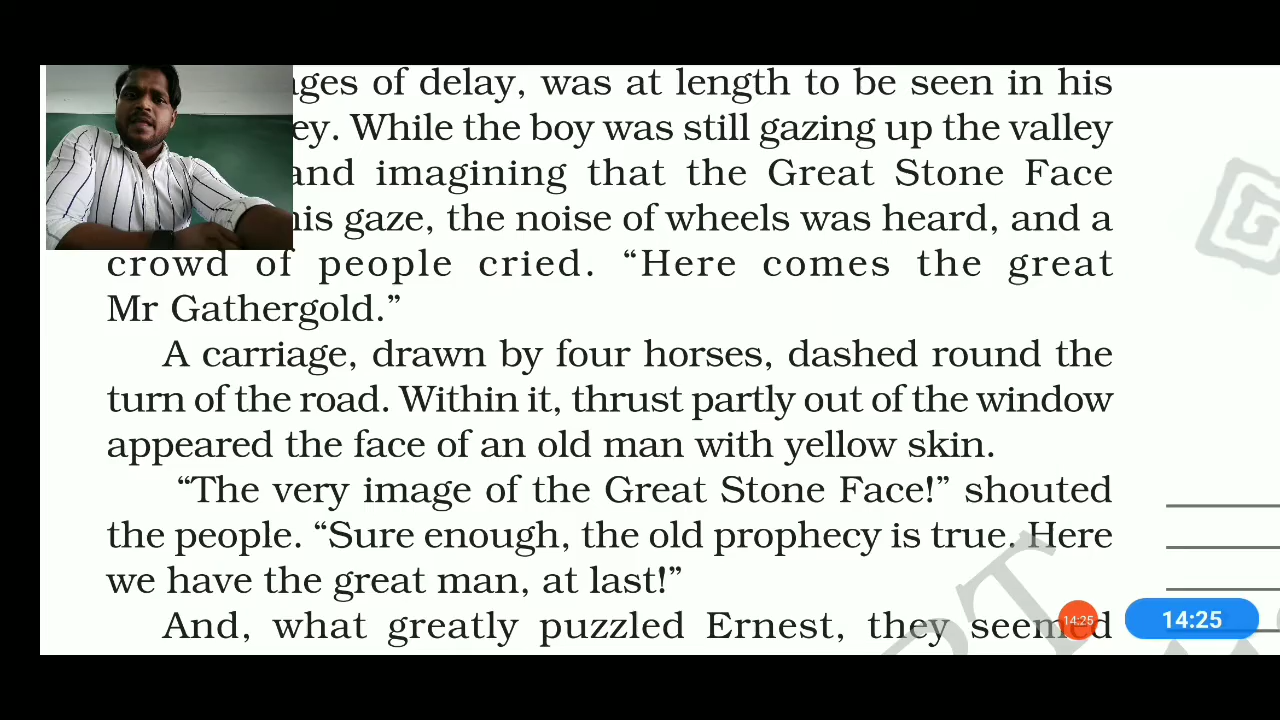 ges of delay, was at length to be seen in his
ey. While the boy was still gazing up the valley
and imagining that the Great Stone Face
his gaze, the noise of wheels was heard, and a
crowd of people cried. “Here comes the great
Mr Gathergold.”
A carriage, drawn by four horses, dashed round the
turn of the road. Within it, thrust partly out of the window
appeared the face of an old man with yellow skin.
“The very image of the Great Stone Face!” shouted
the people. “Sure enough, the old prophecy is true. Here
we have the great man, at last!”
And, what greatly puzzled Ernest, they seemed
14:25
14:25